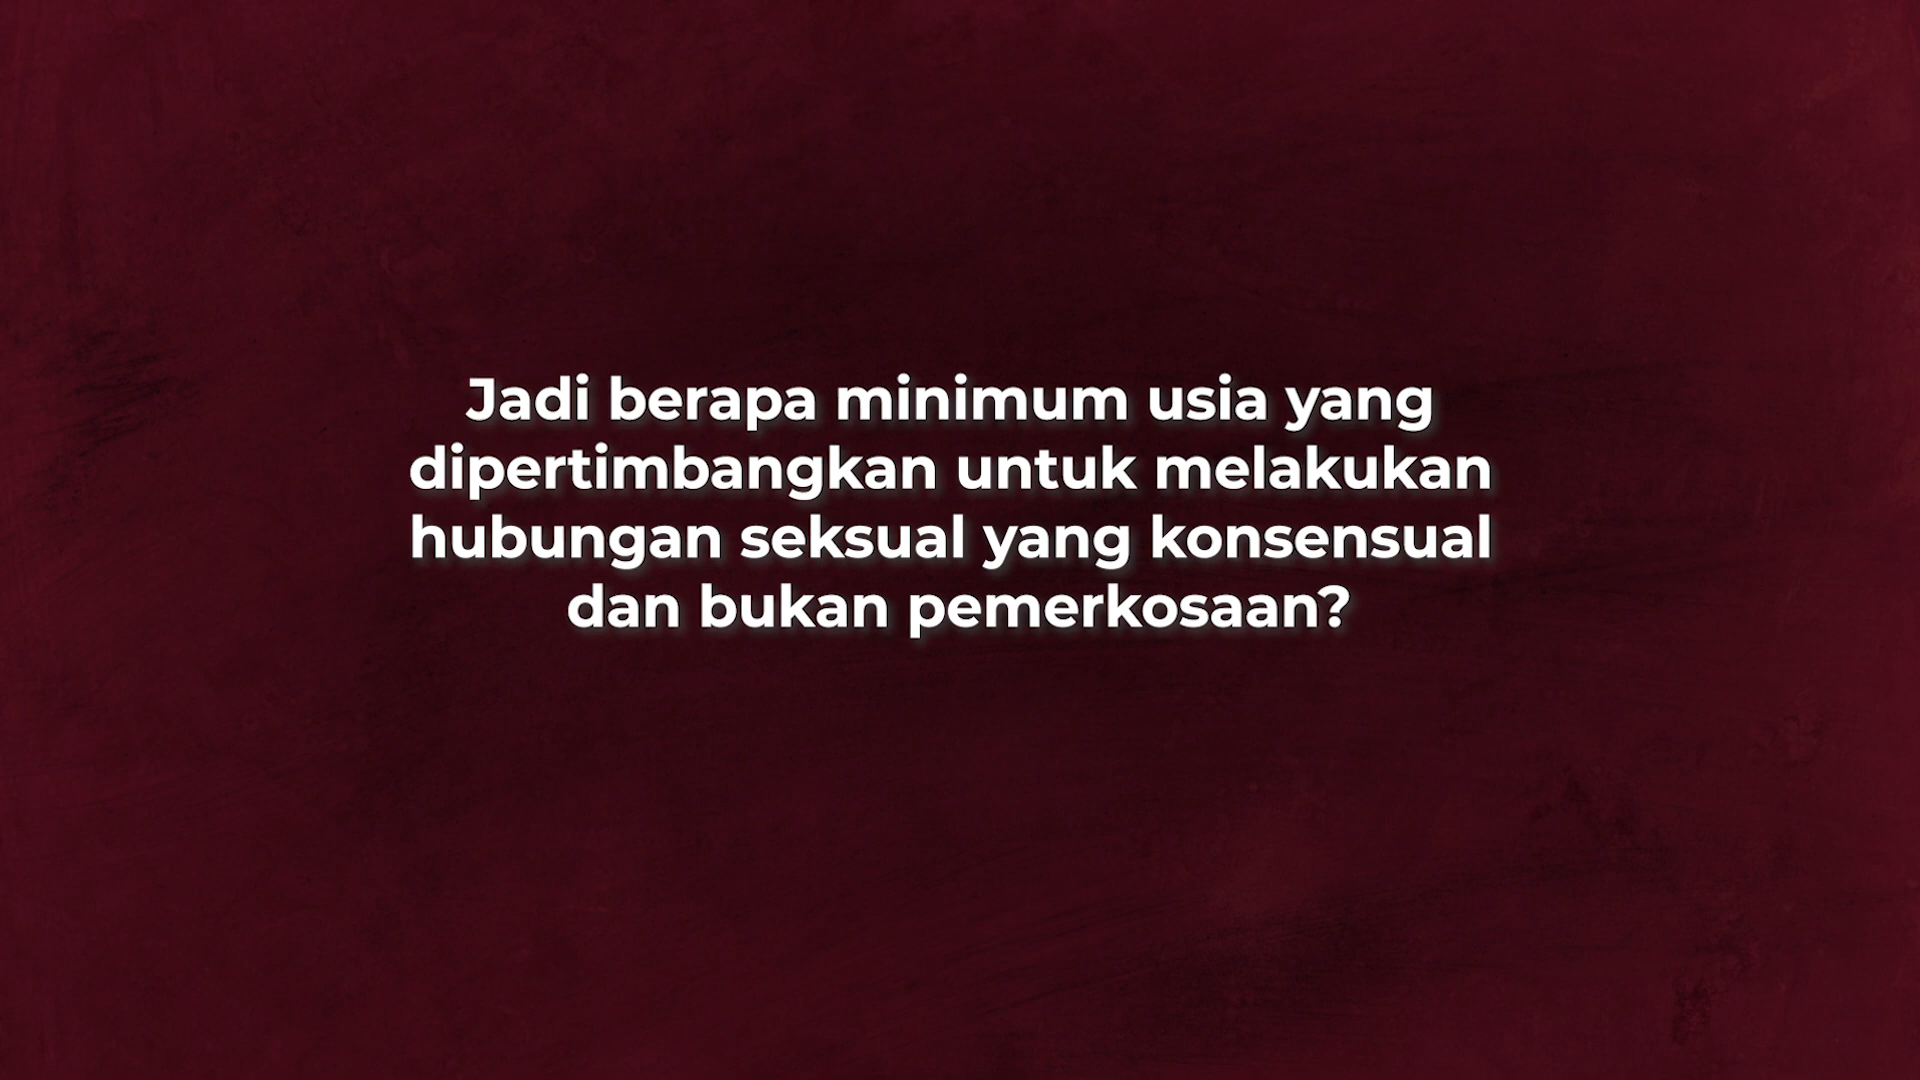 Jadi berapa minimum usia yang
dipertimbangkan untuk melakukan
hubungan seksual yang konsensual
dan bukan pemerkosaan?